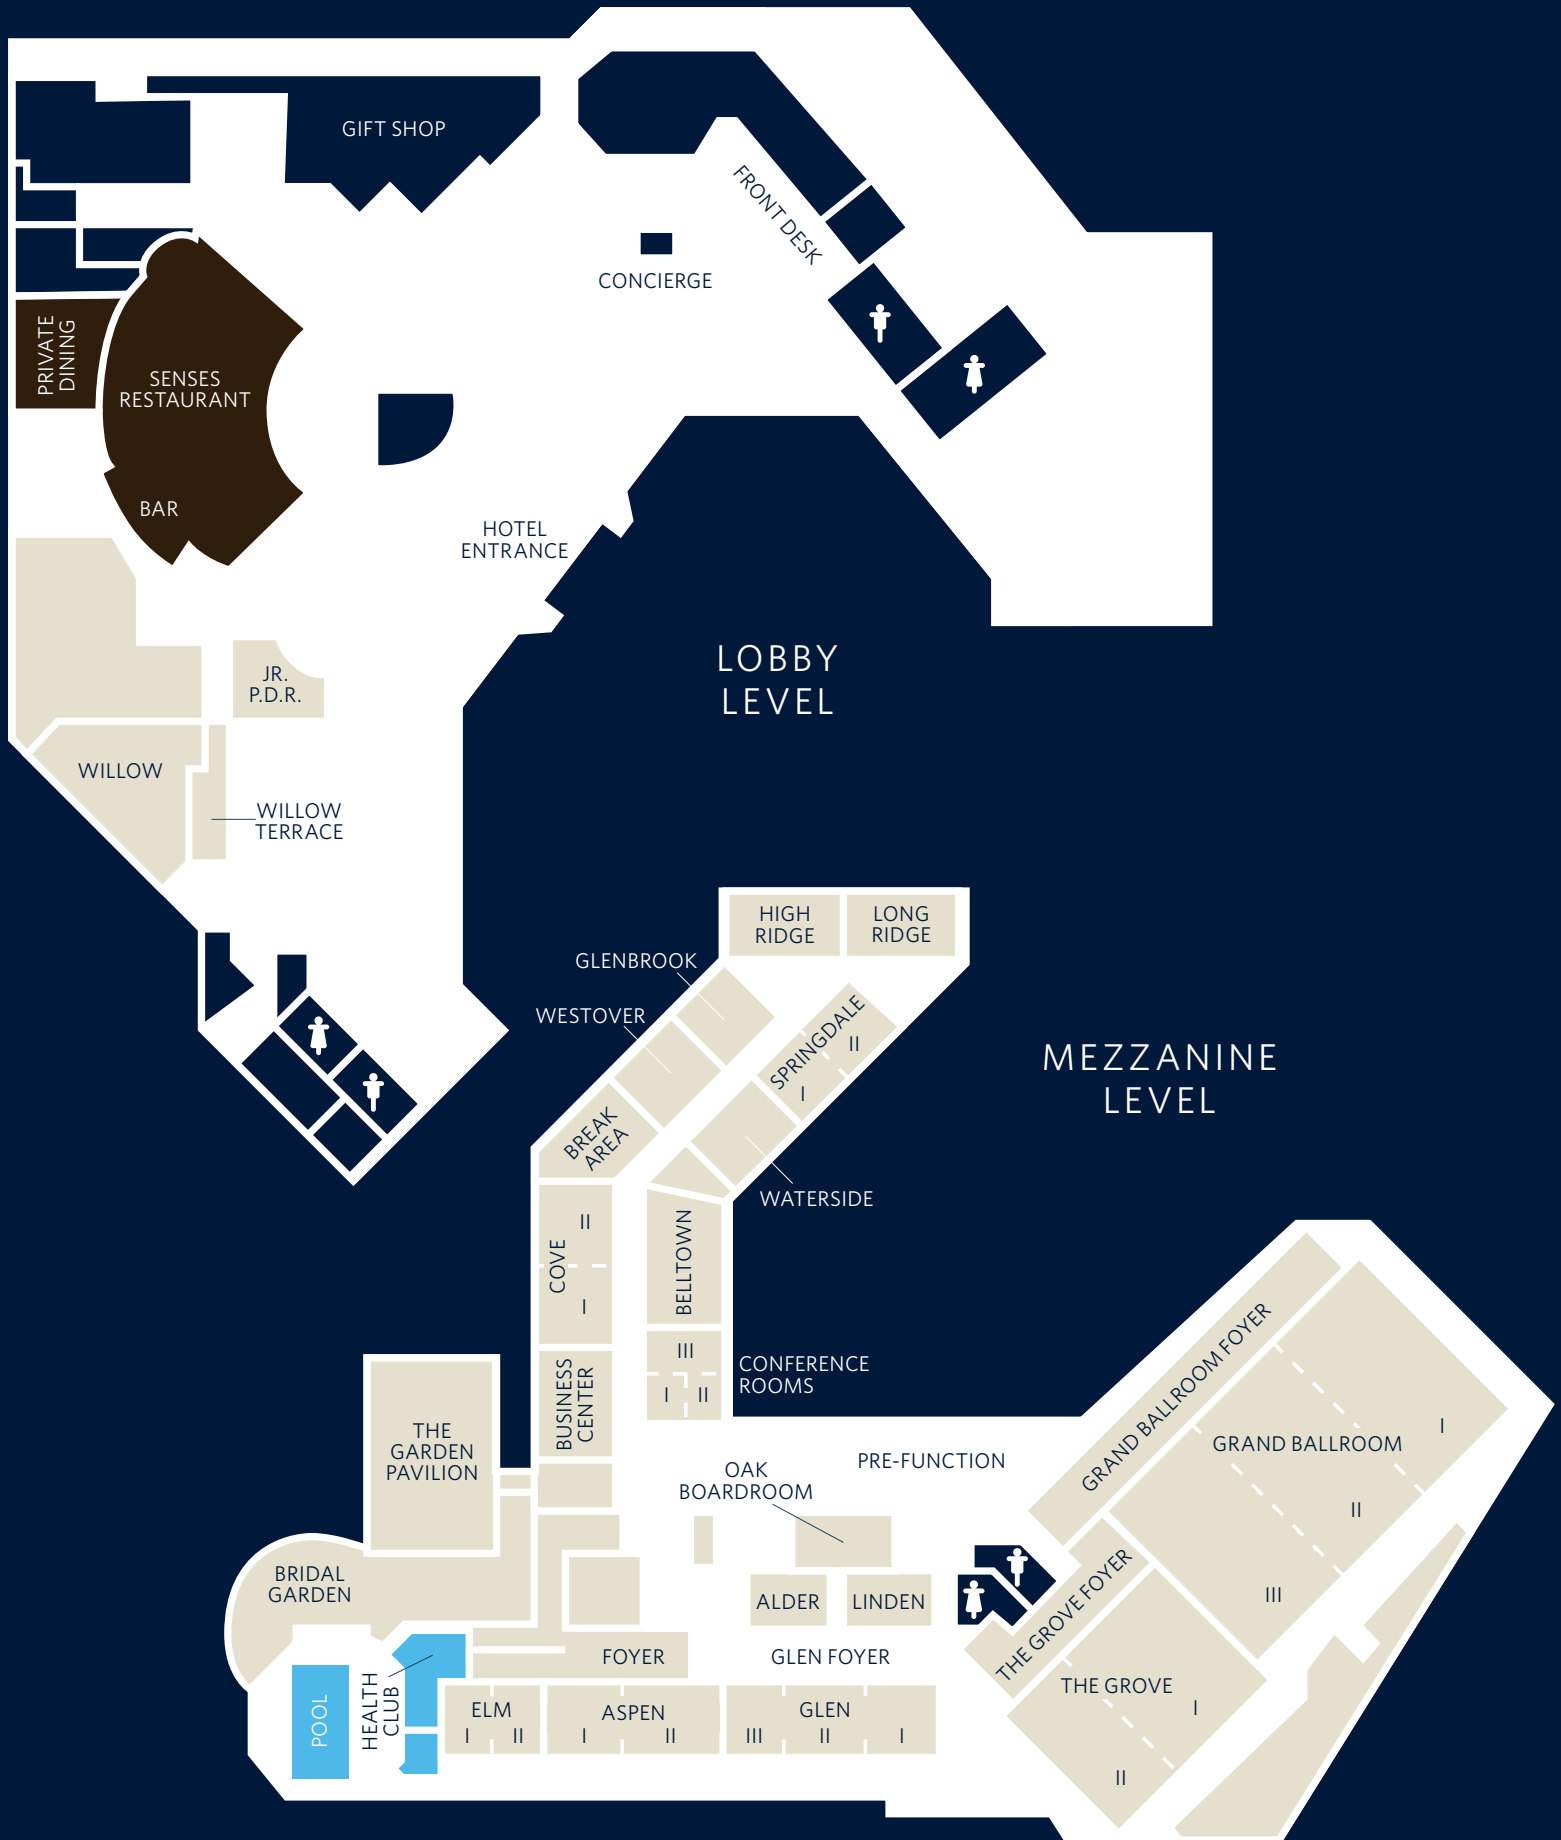 GIFT SHOP
FRONT DESK
CONCIERGE
PRIVATE
DINING
SENSES
RESTAURANT
BAR
HOTEL
ENTRANCE
LOBBY
LEVEL
JR.
P.D.R.
WILLOW
WILLOW
TERRACE
HIGH
RIDGE
LONG
RIDGE
GLENBROOK
WESTOVER
SPRINGDALE
II
I
BREAK
AREA
WATERSIDE
MEZZANINE
LEVEL
COVE
II
I
BELLTOWN
III
I
II
CONFERENCE
ROOMS
BUSINESS
CENTER
THE
GARDEN
PAVILION
OAK
BOARDROOM
PRE-FUNCTION
GRAND BALLROOM FOYER
GRAND BALLROOM
I
II
III
BRIDAL
GARDEN
ALDER
LINDEN
THE GROVE FOYER
FOYER
GLEN FOYER
THE GROVE
I
II
POOL
HEALTH
CLUB
ELM
I
II
ASPEN
I
II
GLEN
III
II
I